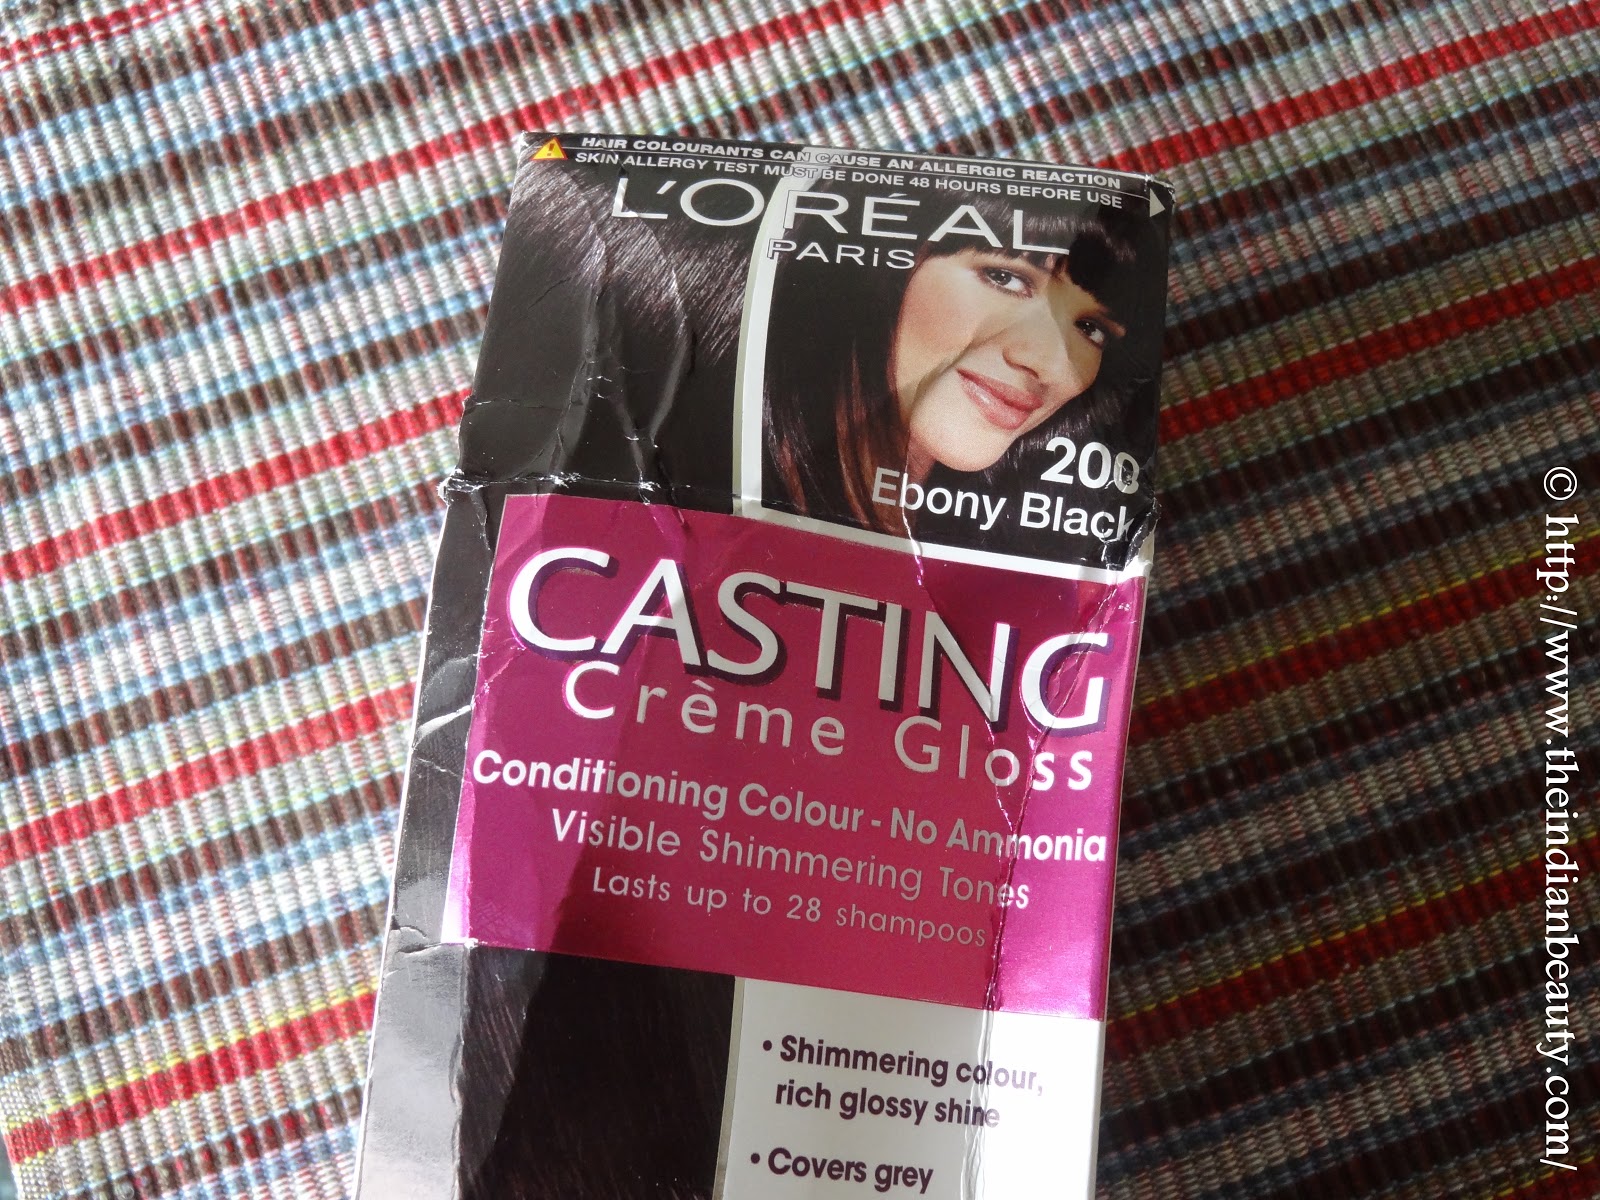 HAIR COLOURANTS CAN CAUSE AN ALLERGIC REACTION
SKIN ALLERGY TEST MUST BE DONE 48 HOURS BEFORE USE
L'ORÉAL
PARiS
200
Ebony Black
CASTING
Crème Gloss
Conditioning Colour - No Ammonia
Visible Shimmering Tones
Lasts up to 28 shampoos
• Shimmering colour,
rich glossy shine
• Covers grey
© http://www.theindianbeauty.com/